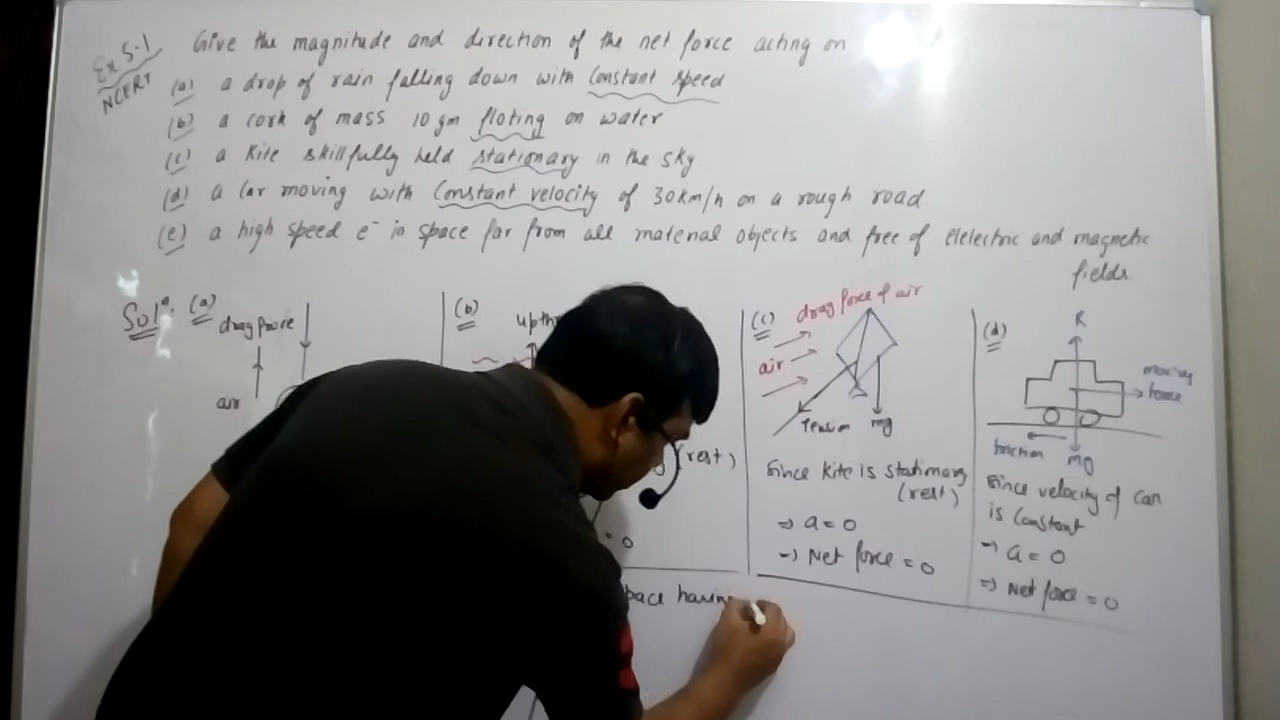 Ex 5.1
NCERT
Give the magnitude and direction of the net force acting on
(a) a drop of rain falling down with Constant speed
(b) a cork of mass 10 gm floting on water
(c) a Kite skillfully held stationary in the sky
(d) a Car moving with Constant velocity of 30 km/h on a rough road
(e) a high speed e⁻ in space far from all material objects and free of elelectric and magnetic
fields
Solⁿ: (a)
drag force
air
(b)
upth
(rest)
= 0
(c)
drag force of air
air
Tension mg
Since Kite is stationary
(rest)
⇒ a = 0
⇒ Net force = 0
(d)
R
moving
force
friction mg
Since velocity of Car
is Constant
⇒ a = 0
⇒ Net force = 0
pace having